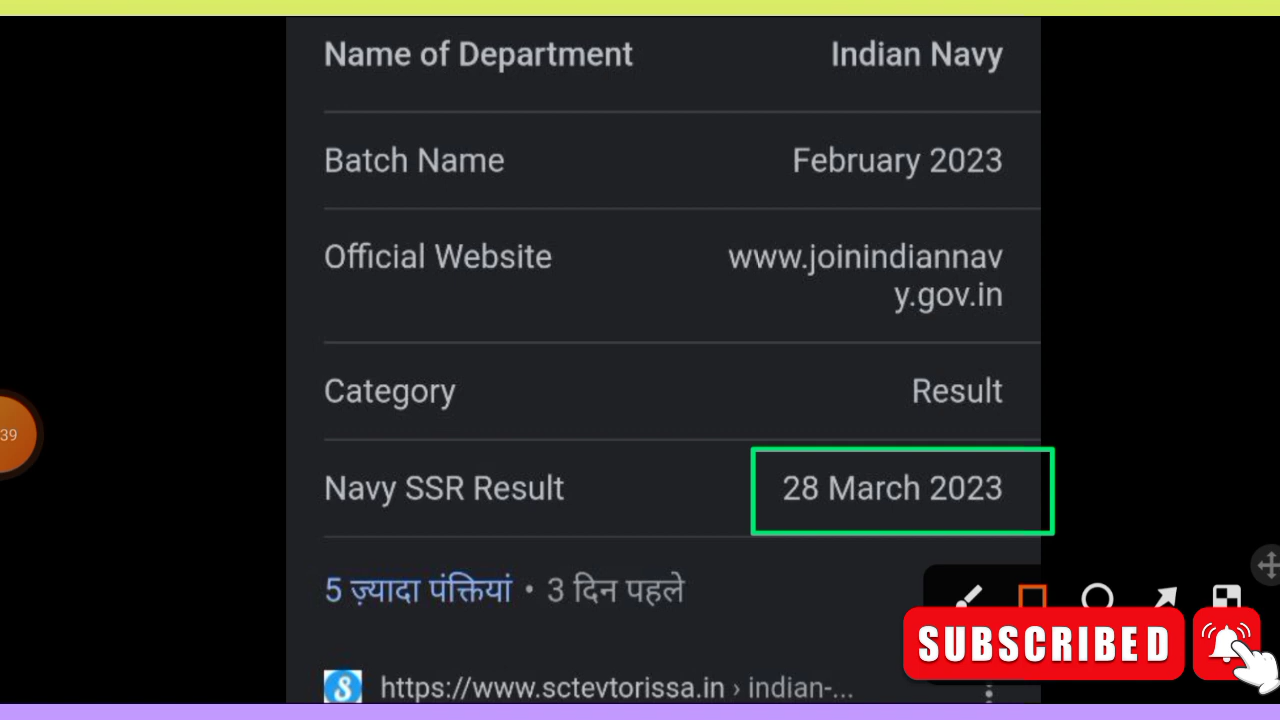 Name of Department Indian Navy
Batch Name February 2023
Official Website www.joinindiannav
y.gov.in
Category Result
39
Navy SSR Result 28 March 2023
5 ज़्यादा पंक्तियां • 3 दिन पहले
SUBSCRIBED
https://www.sctevtorissa.in › indian-...